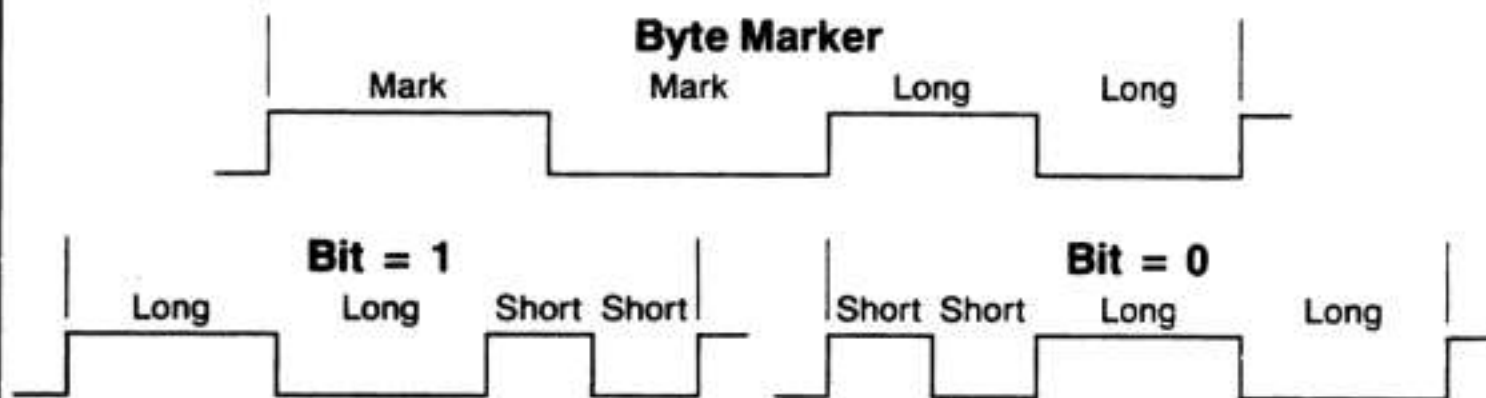 Byte Marker
Mark Mark Long Long
Bit = 1
Long Long Short Short
Bit = 0
Short Short Long Long